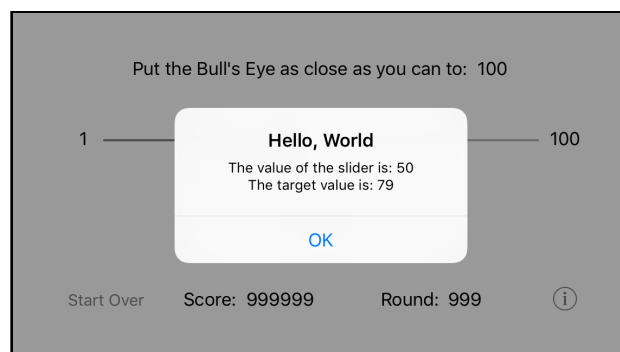 Put the Bull's Eye as close as you can to: 100
1 100
Hello, World
The value of the slider is: 50
The target value is: 79
OK
Start Over Score: 999999 Round: 999 i